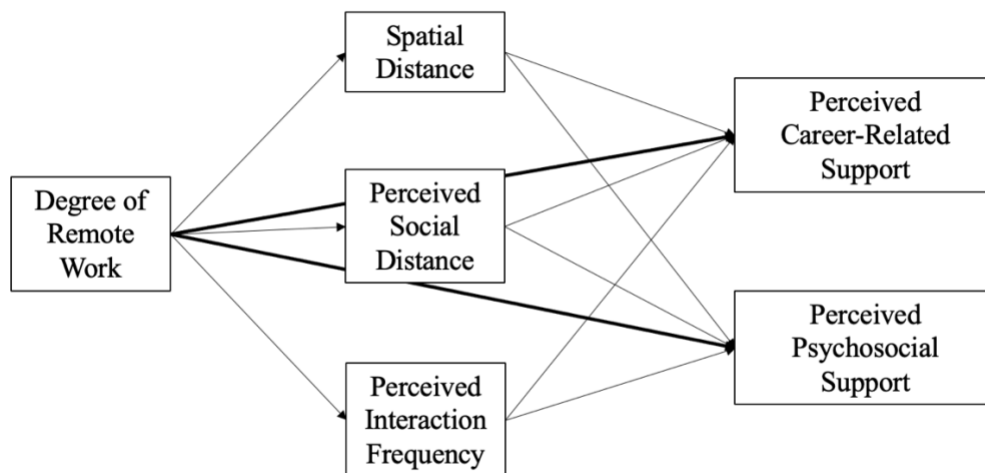 Spatial
Distance
Perceived
Career-Related
Support
Degree of
Remote
Work
Perceived
Social
Distance
Perceived
Psychosocial
Support
Perceived
Interaction
Frequency